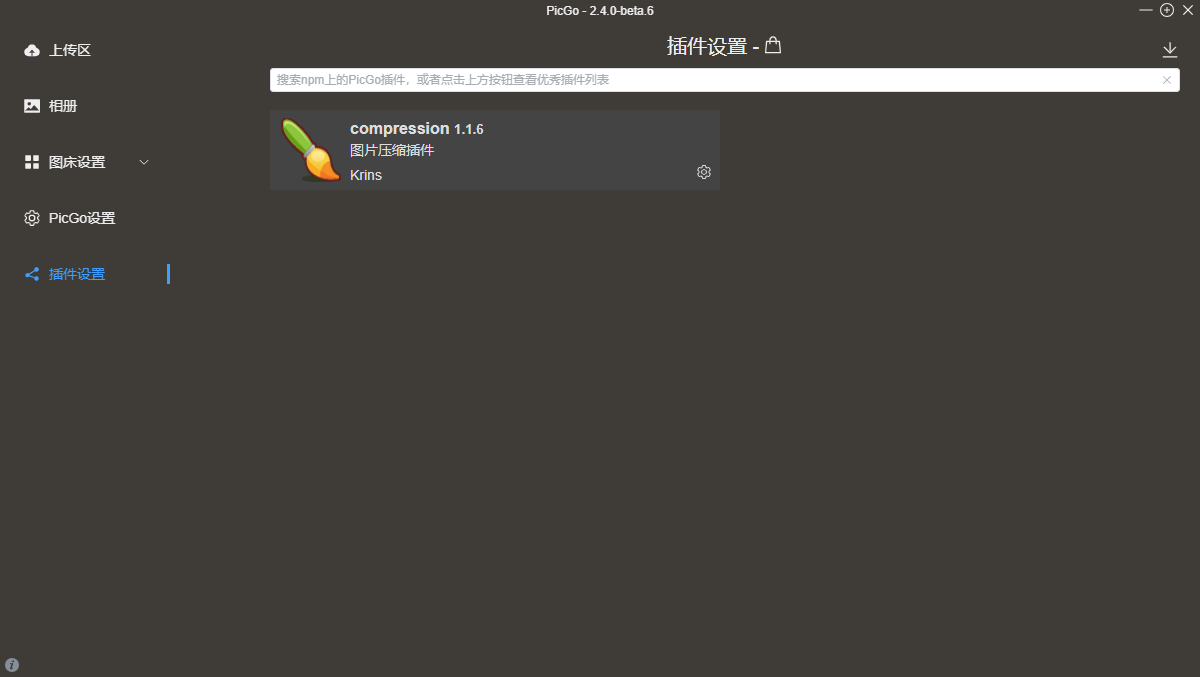 PicGo - 2.4.0-beta.6
上传区
相册
图床设置
PicGo设置
插件设置
插件设置 -
搜索npm上的PicGo插件，或者点击上方按钮查看优秀插件列表
compression 1.1.6
图片压缩插件
Krins